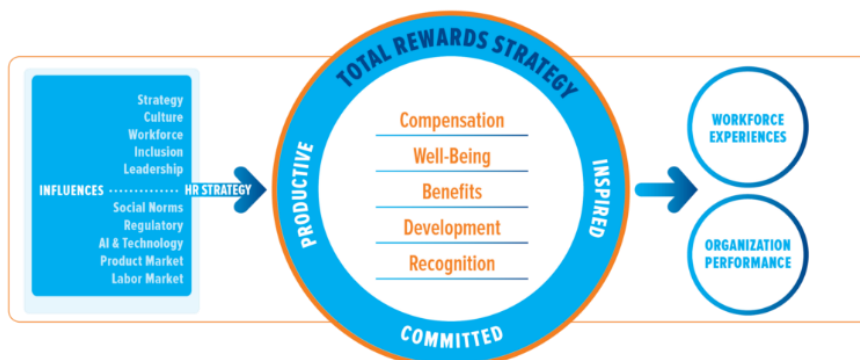 Strategy
Culture
Workforce
Inclusion
Leadership
INFLUENCES
HR STRATEGY
Social Norms
Regulatory
AI & Technology
Product Market
Labor Market
TOTAL REWARDS STRATEGY
PRODUCTIVE
Compensation
Well-Being
Benefits
Development
Recognition
INSPIRED
COMMITTED
WORKFORCE
EXPERIENCES
ORGANIZATION
PERFORMANCE